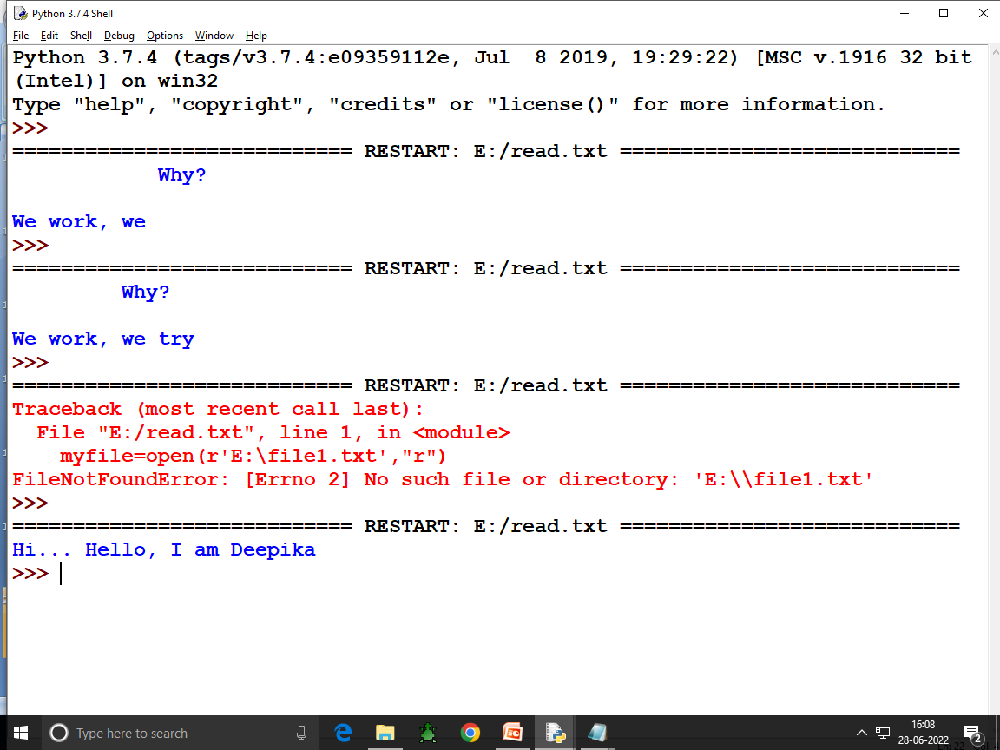 Python 3.7.4 Shell
File Edit Shell Debug Options Window Help
Python 3.7.4 (tags/v3.7.4:e09359112e, Jul  8 2019, 19:29:22) [MSC v.1916 32 bit
(Intel)] on win32
Type "help", "copyright", "credits" or "license()" for more information.
>>>
============================ RESTART: E:/read.txt ============================
            Why?
We work, we
>>>
============================ RESTART: E:/read.txt ============================
         Why?
We work, we try
>>>
============================ RESTART: E:/read.txt ============================
Traceback (most recent call last):
  File "E:/read.txt", line 1, in <module>
    myfile=open(r'E:\file1.txt',"r")
FileNotFoundError: [Errno 2] No such file or directory: 'E:\\file1.txt'
>>>
============================ RESTART: E:/read.txt ============================
Hi... Hello, I am Deepika
>>>
Type here to search
16:08
28-06-2022
2